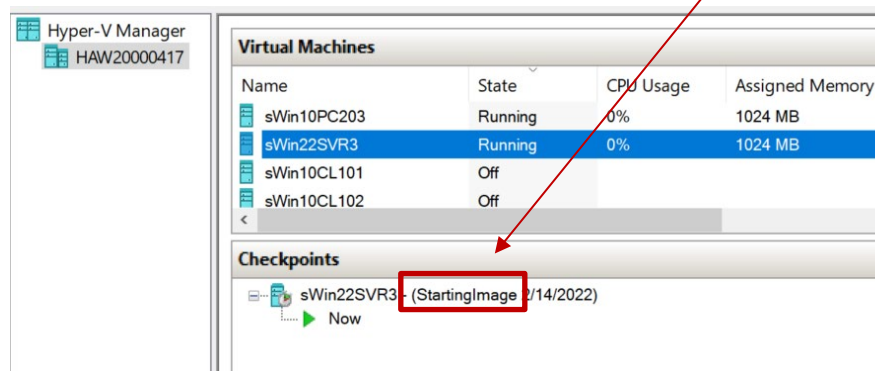 Hyper-V Manager
HAW20000417
Virtual Machines
Name State CPU Usage Assigned Memory
sWin10PC203 Running 0% 1024 MB
sWin22SVR3 Running 0% 1024 MB
sWin10CL101 Off
sWin10CL102 Off
Checkpoints
sWin22SVR3 - (StartingImage 2/14/2022)
Now